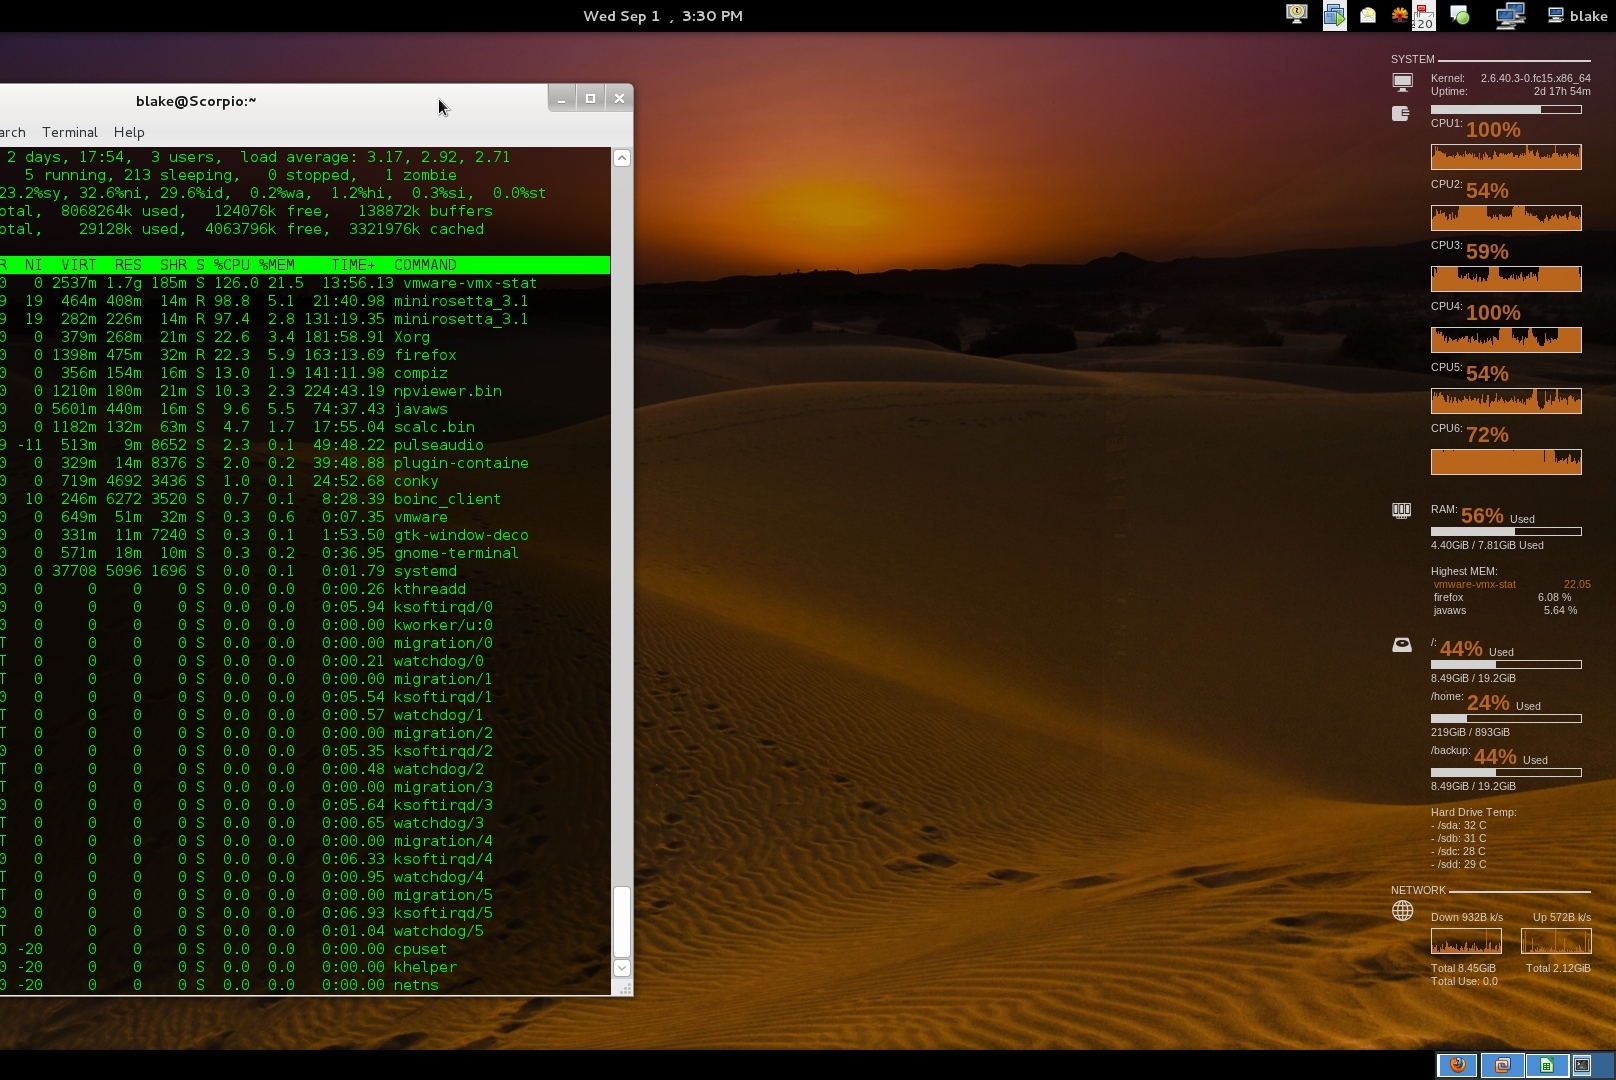 Wed Sep 1 , 3:30 PM
20
blake
blake@Scorpio:~
arch Terminal Help
2 days, 17:54, 3 users, load average: 3.17, 2.92, 2.71
5 running, 213 sleeping, 0 stopped, 1 zombie
23.2%sy, 32.6%ni, 29.6%id, 0.2%wa, 1.2%hi, 0.3%si, 0.0%st
otal, 8068264k used, 124076k free, 138872k buffers
otal, 29128k used, 4063796k free, 3321976k cached
R NI VIRT RES SHR S %CPU %MEM TIME+ COMMAND
0 0 2537m 1.7g 185m S 126.0 21.5 13:56.13 vmware-vmx-stat
9 19 464m 408m 14m R 98.8 5.1 21:40.98 minirosetta_3.1
9 19 282m 226m 14m R 97.4 2.8 131:19.35 minirosetta_3.1
0 0 379m 268m 21m S 22.6 3.4 181:58.91 Xorg
0 0 1398m 475m 32m R 22.3 5.9 163:13.69 firefox
0 0 356m 154m 16m S 13.0 1.9 141:11.98 compiz
0 0 1210m 180m 21m S 10.3 2.3 224:43.19 npviewer.bin
0 0 5601m 440m 16m S 9.6 5.5 74:37.43 javaws
0 0 1182m 132m 63m S 4.7 1.7 17:55.04 scalc.bin
9 -11 513m 9m 8652 S 2.3 0.1 49:48.22 pulseaudio
0 0 329m 14m 8376 S 2.0 0.2 39:48.88 plugin-containe
0 0 719m 4692 3436 S 1.0 0.1 24:52.68 conky
0 10 246m 6272 3520 S 0.7 0.1 8:28.39 boinc_client
0 0 649m 51m 32m S 0.3 0.6 0:07.35 vmware
0 0 331m 11m 7240 S 0.3 0.1 1:53.50 gtk-window-deco
0 0 571m 18m 10m S 0.3 0.2 0:36.95 gnome-terminal
0 0 37708 5096 1696 S 0.0 0.1 0:01.79 systemd
0 0 0 0 0 S 0.0 0.0 0:00.26 kthreadd
0 0 0 0 0 S 0.0 0.0 0:05.94 ksoftirqd/0
0 0 0 0 0 S 0.0 0.0 0:00.00 kworker/u:0
T 0 0 0 0 S 0.0 0.0 0:00.00 migration/0
T 0 0 0 0 S 0.0 0.0 0:00.21 watchdog/0
T 0 0 0 0 S 0.0 0.0 0:00.00 migration/1
0 0 0 0 0 S 0.0 0.0 0:05.54 ksoftirqd/1
T 0 0 0 0 S 0.0 0.0 0:00.57 watchdog/1
T 0 0 0 0 S 0.0 0.0 0:00.00 migration/2
0 0 0 0 0 S 0.0 0.0 0:05.35 ksoftirqd/2
T 0 0 0 0 S 0.0 0.0 0:00.48 watchdog/2
T 0 0 0 0 S 0.0 0.0 0:00.00 migration/3
0 0 0 0 0 S 0.0 0.0 0:05.64 ksoftirqd/3
T 0 0 0 0 S 0.0 0.0 0:00.65 watchdog/3
T 0 0 0 0 S 0.0 0.0 0:00.00 migration/4
0 0 0 0 0 S 0.0 0.0 0:06.33 ksoftirqd/4
T 0 0 0 0 S 0.0 0.0 0:00.95 watchdog/4
T 0 0 0 0 S 0.0 0.0 0:00.00 migration/5
0 0 0 0 0 S 0.0 0.0 0:06.93 ksoftirqd/5
T 0 0 0 0 S 0.0 0.0 0:01.04 watchdog/5
0 -20 0 0 0 S 0.0 0.0 0:00.00 cpuset
0 -20 0 0 0 S 0.0 0.0 0:00.00 khelper
0 -20 0 0 0 S 0.0 0.0 0:00.00 netns
SYSTEM
Kernel: 2.6.40.3-0.fc15.x86_64
Uptime: 2d 17h 54m
CPU1: 100%
CPU2: 54%
CPU3: 59%
CPU4: 100%
CPU5: 54%
CPU6: 72%
RAM: 56% Used
4.40GiB / 7.81GiB Used
Highest MEM:
vmware-vmx-stat 22.05
firefox 6.08 %
javaws 5.64 %
/: 44% Used
8.49GiB / 19.2GiB
/home: 24% Used
219GiB / 893GiB
/backup: 44% Used
8.49GiB / 19.2GiB
Hard Drive Temp:
- /sda: 32 C
- /sdb: 31 C
- /sdc: 28 C
- /sdd: 29 C
NETWORK
Down 932B k/s Up 572B k/s
Total 8.45GiB Total 2.12GiB
Total Use: 0.0